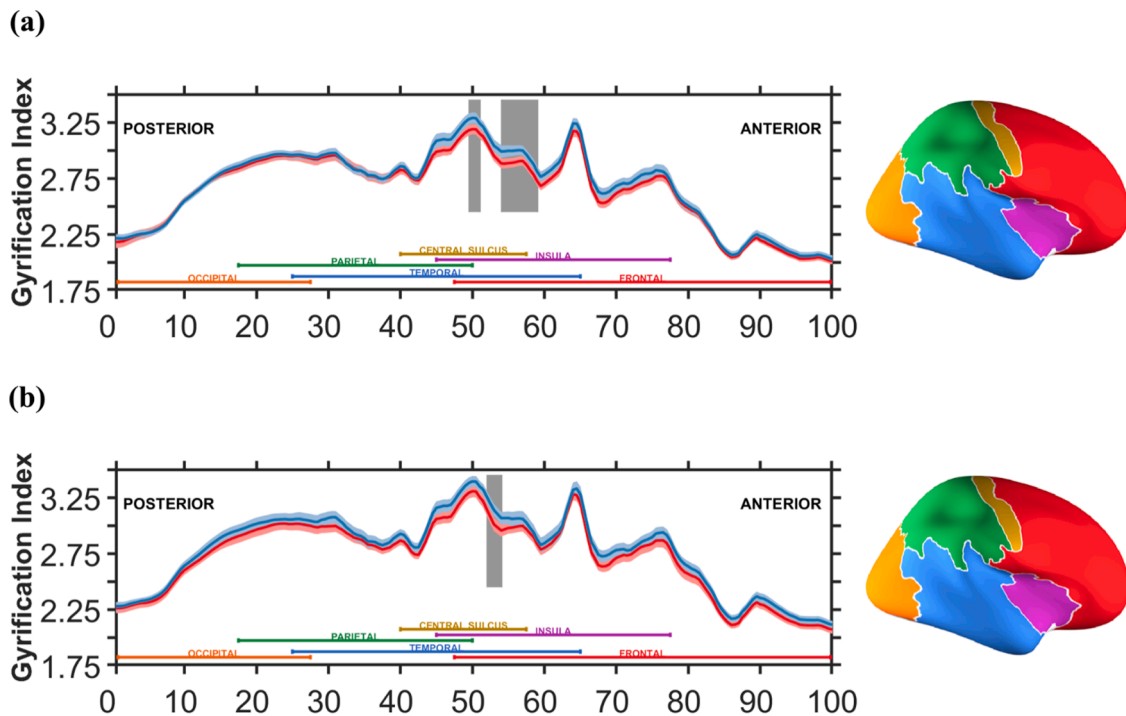 (a)
Gyrification Index
3.25
2.75
2.25
1.75
POSTERIOR
ANTERIOR
CENTRAL SULCUS
INSULA
PARIETAL
TEMPORAL
OCCIPITAL
FRONTAL
0 10 20 30 40 50 60 70 80 90 100
(b)
Gyrification Index
3.25
2.75
2.25
1.75
POSTERIOR
ANTERIOR
CENTRAL SULCUS
INSULA
PARIETAL
TEMPORAL
OCCIPITAL
FRONTAL
0 10 20 30 40 50 60 70 80 90 100